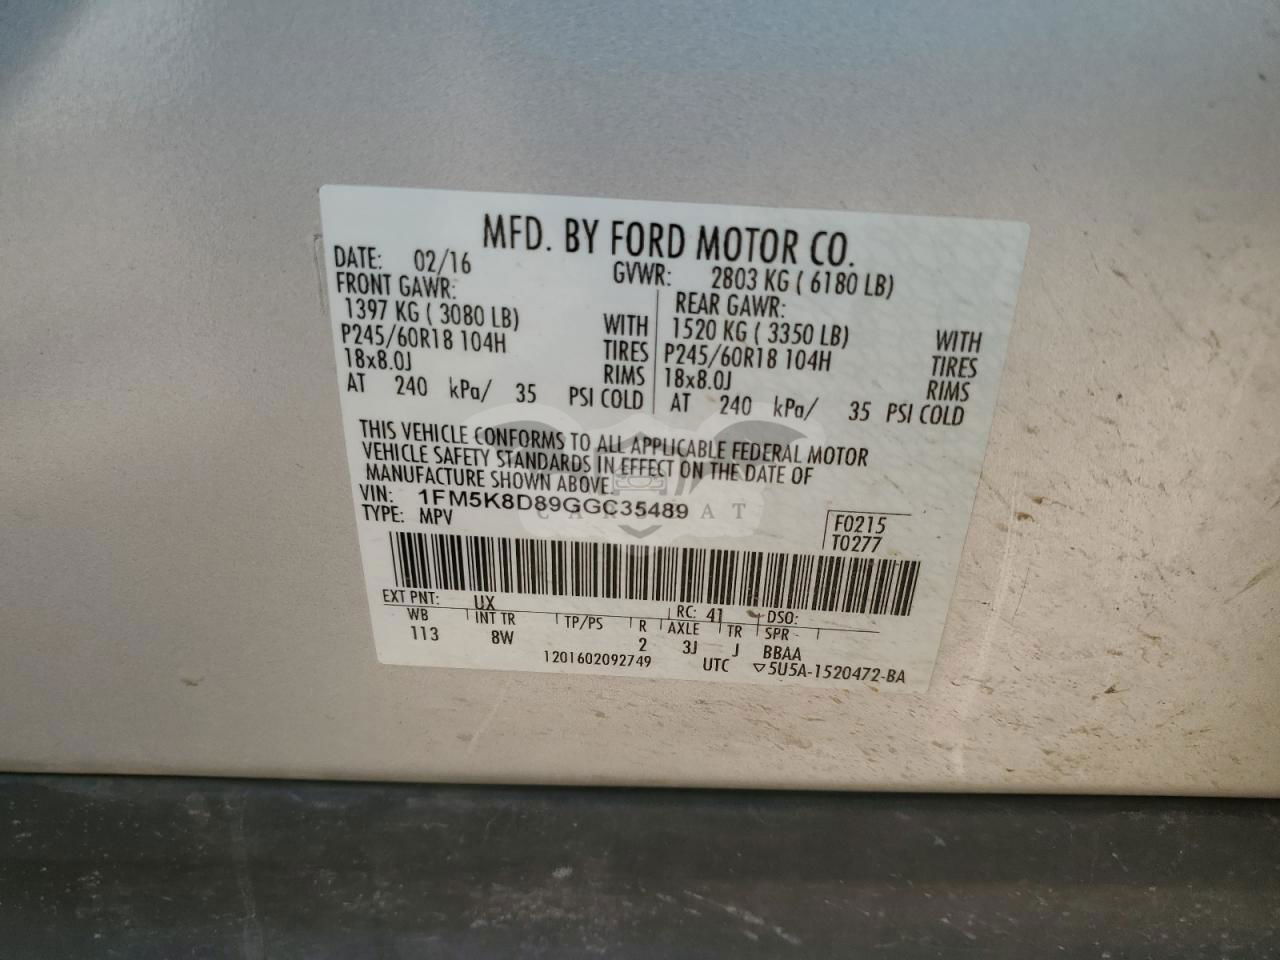 MFD. BY FORD MOTOR CO.
DATE: 02/16 GVWR: 2803 KG ( 6180 LB)
FRONT GAWR: REAR GAWR:
1397 KG ( 3080 LB) WITH 1520 KG ( 3350 LB) WITH
P245/60R18 104H TIRES P245/60R18 104H TIRES
18x8.0J RIMS 18x8.0J RIMS
AT 240 kPa/ 35 PSI COLD AT 240 kPa/ 35 PSI COLD
THIS VEHICLE CONFORMS TO ALL APPLICABLE FEDERAL MOTOR
VEHICLE SAFETY STANDARDS IN EFFECT ON THE DATE OF
MANUFACTURE SHOWN ABOVE.
VIN: 1FM5K8D89GGC35489
TYPE: MPV
F0215
T0277
EXT PNT: UX RC: 41 DSO:
WB INT TR TP/PS R AXLE TR SPR
113 8W 2 3J J BBAA
1201602092749 UTC ▽5U5A-1520472-BA